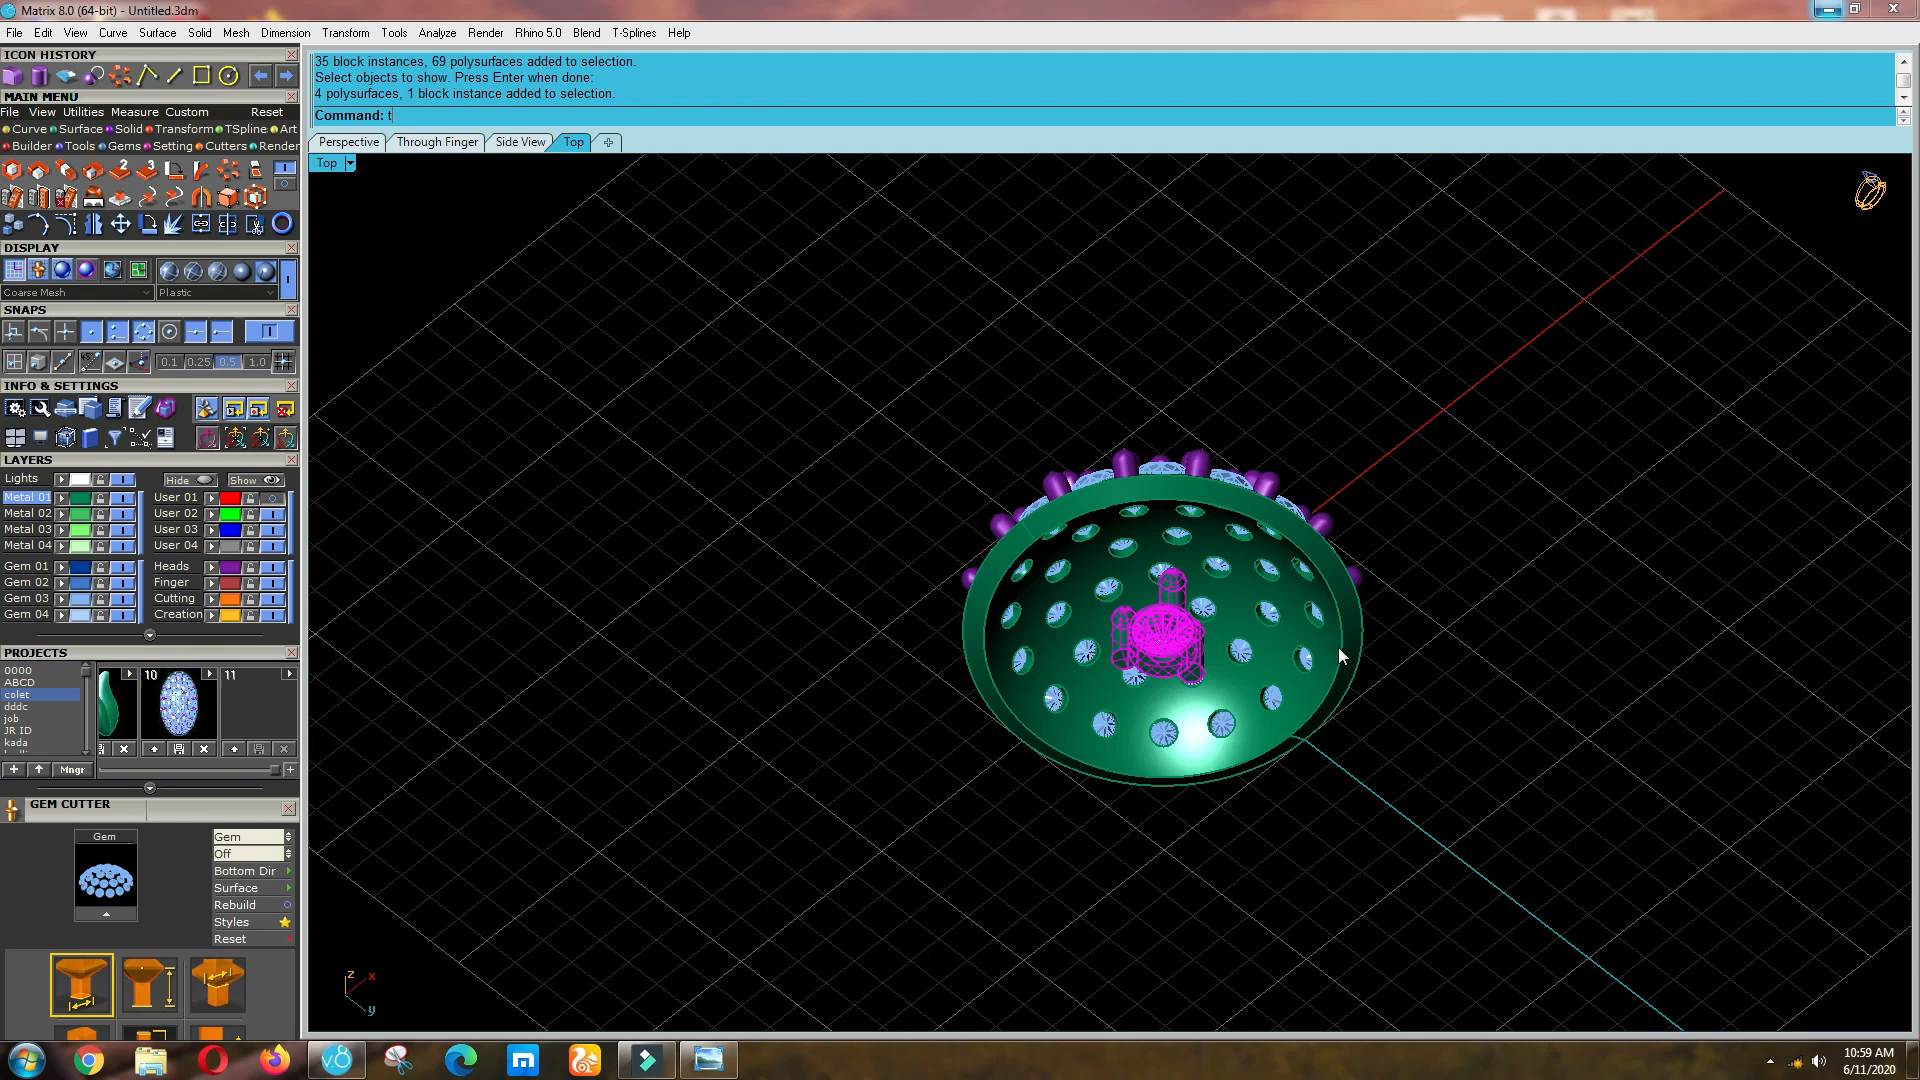 Matrix 8.0 (64-bit) - Untitled.3dm
File Edit View Curve Surface Solid Mesh Dimension Transform Tools Analyze Render Rhino 5.0 Blend T-Splines Help
ICON HISTORY
35 block instances, 69 polysurfaces added to selection.
Select objects to show. Press Enter when done:
4 polysurfaces, 1 block instance added to selection.
Command: t
MAIN MENU
File View Utilities Measure Custom Reset
Curve Surface Solid Transform TSpline Art
Builder Tools Gems Setting Cutters Render
Perspective Through Finger Side View Top
Top
2 3
DISPLAY
Coarse Mesh Plastic
SNAPS
0.1 0.25 0.5 1.0
INFO & SETTINGS
LAYERS
Lights Hide Show
Metal 01 User 01
Metal 02 User 02
Metal 03 User 03
Metal 04 User 04
Gem 01 Heads
Gem 02 Finger
Gem 03 Cutting
Gem 04 Creation
PROJECTS
0000
ABCD
colet
dddc
job
JR ID
kada
10 11
Mngr
GEM CUTTER
Gem
Gem
Off
Bottom Dir
Surface
Rebuild
Styles
Reset
z x
y
v8
10:59 AM
6/11/2020